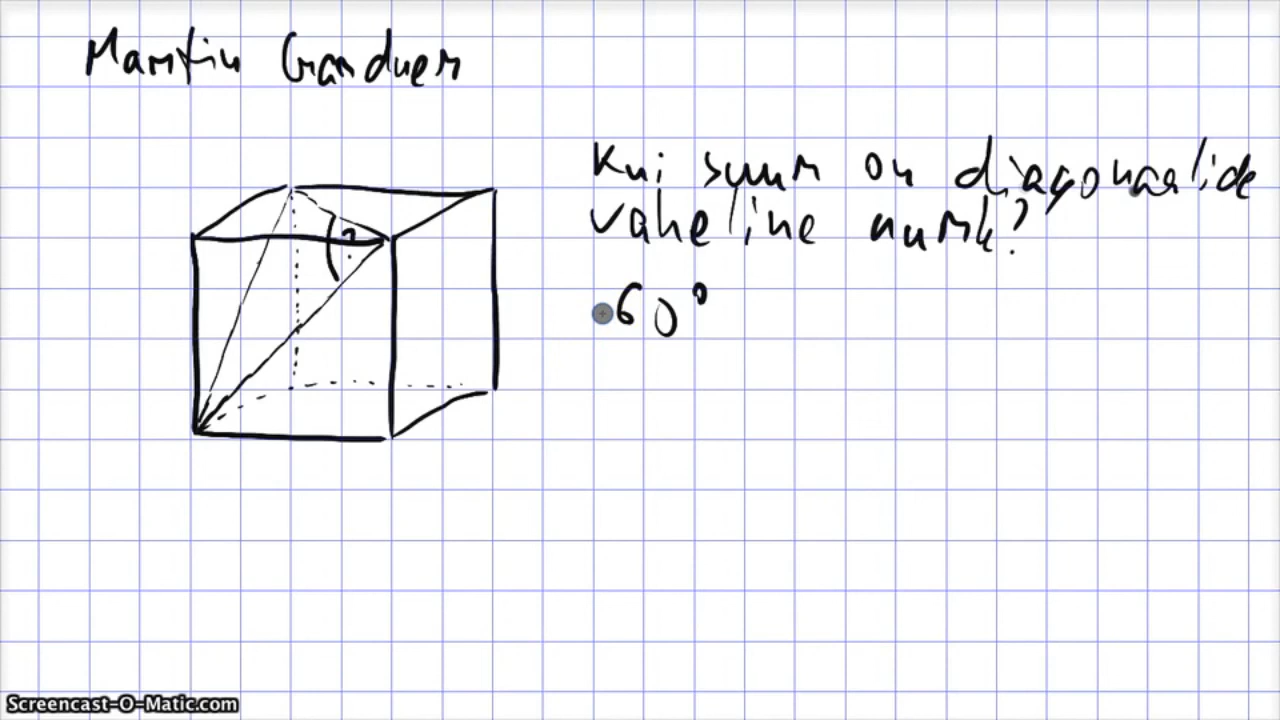 Martin Gardner
Kui suur on diagonaalide
vaheline nurk?
?
60°
Screencast-O-Matic.com